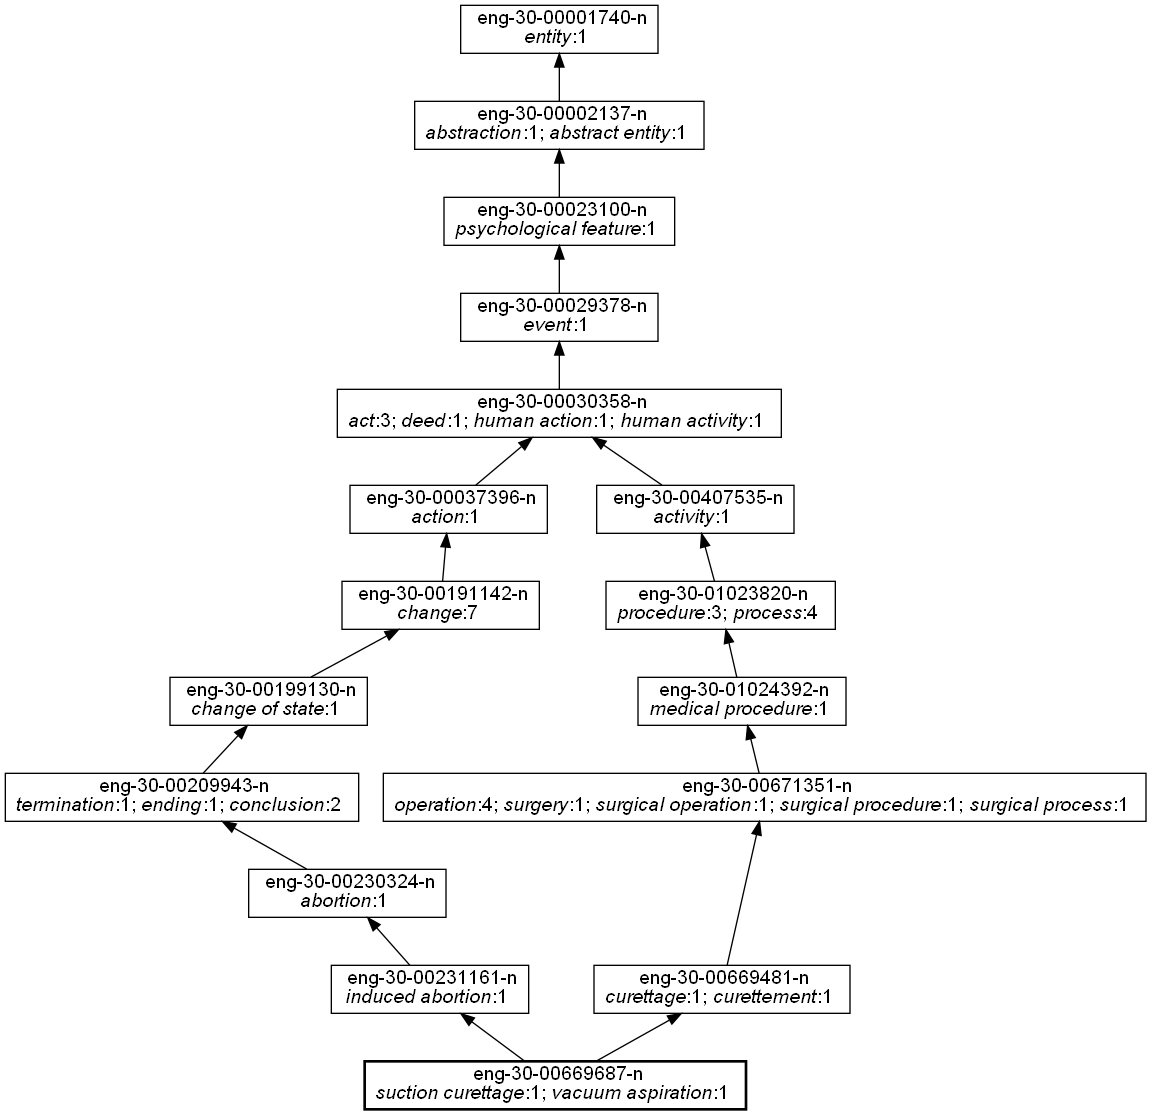 eng-30-00001740-n
entity:1
eng-30-00002137-n
abstraction:1; abstract entity:1
eng-30-00023100-n
psychological feature:1
eng-30-00029378-n
event:1
eng-30-00030358-n
act:3; deed:1; human action:1; human activity:1
eng-30-00037396-n
action:1
eng-30-00407535-n
activity:1
eng-30-00191142-n
change:7
eng-30-01023820-n
procedure:3; process:4
eng-30-00199130-n
change of state:1
eng-30-01024392-n
medical procedure:1
eng-30-00209943-n
termination:1; ending:1; conclusion:2
eng-30-00671351-n
operation:4; surgery:1; surgical operation:1; surgical procedure:1; surgical process:1
eng-30-00230324-n
abortion:1
eng-30-00231161-n
induced abortion:1
eng-30-00669481-n
curettage:1; curettement:1
eng-30-00669687-n
suction curettage:1; vacuum aspiration:1